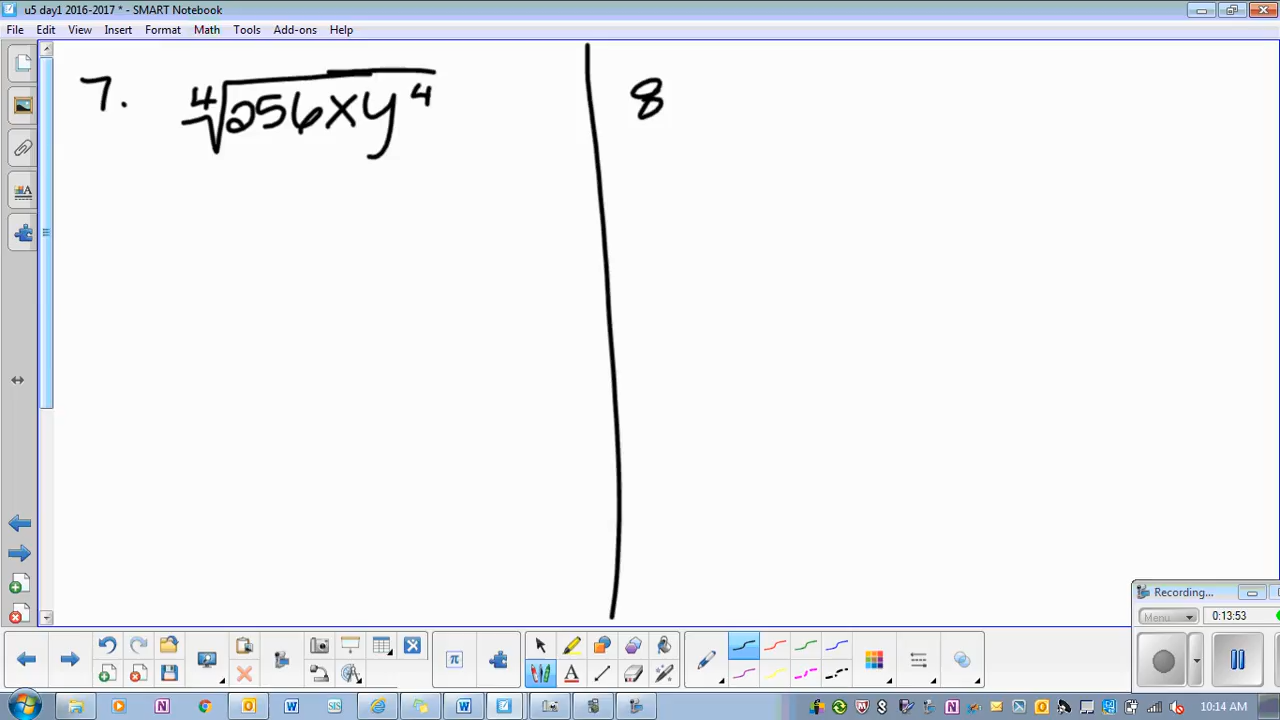 u5 day1 2016-2017 * - SMART Notebook
File Edit View Insert Format Math Tools Add-ons Help
7. ∜256xy⁴
8
Recording...
Menu
0:13:53
10:14 AM